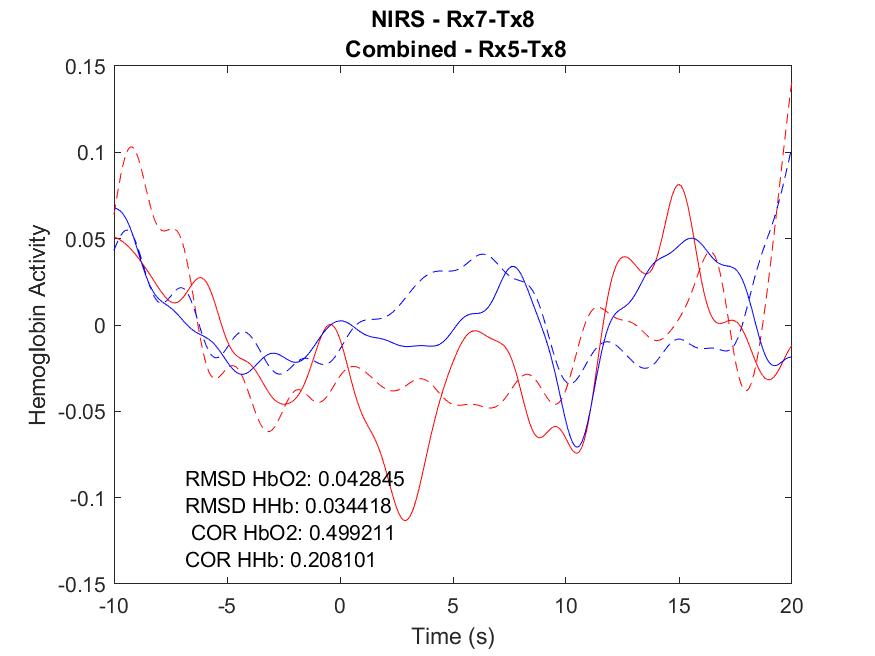 NIRS - Rx7-Tx8
Combined - Rx5-Tx8
0.15
0.1
0.05
0
-0.05
-0.1
-0.15
Hemoglobin Activity
RMSD HbO2: 0.042845
RMSD HHb: 0.034418
COR HbO2: 0.499211
COR HHb: 0.208101
-10 -5 0 5 10 15 20
Time (s)